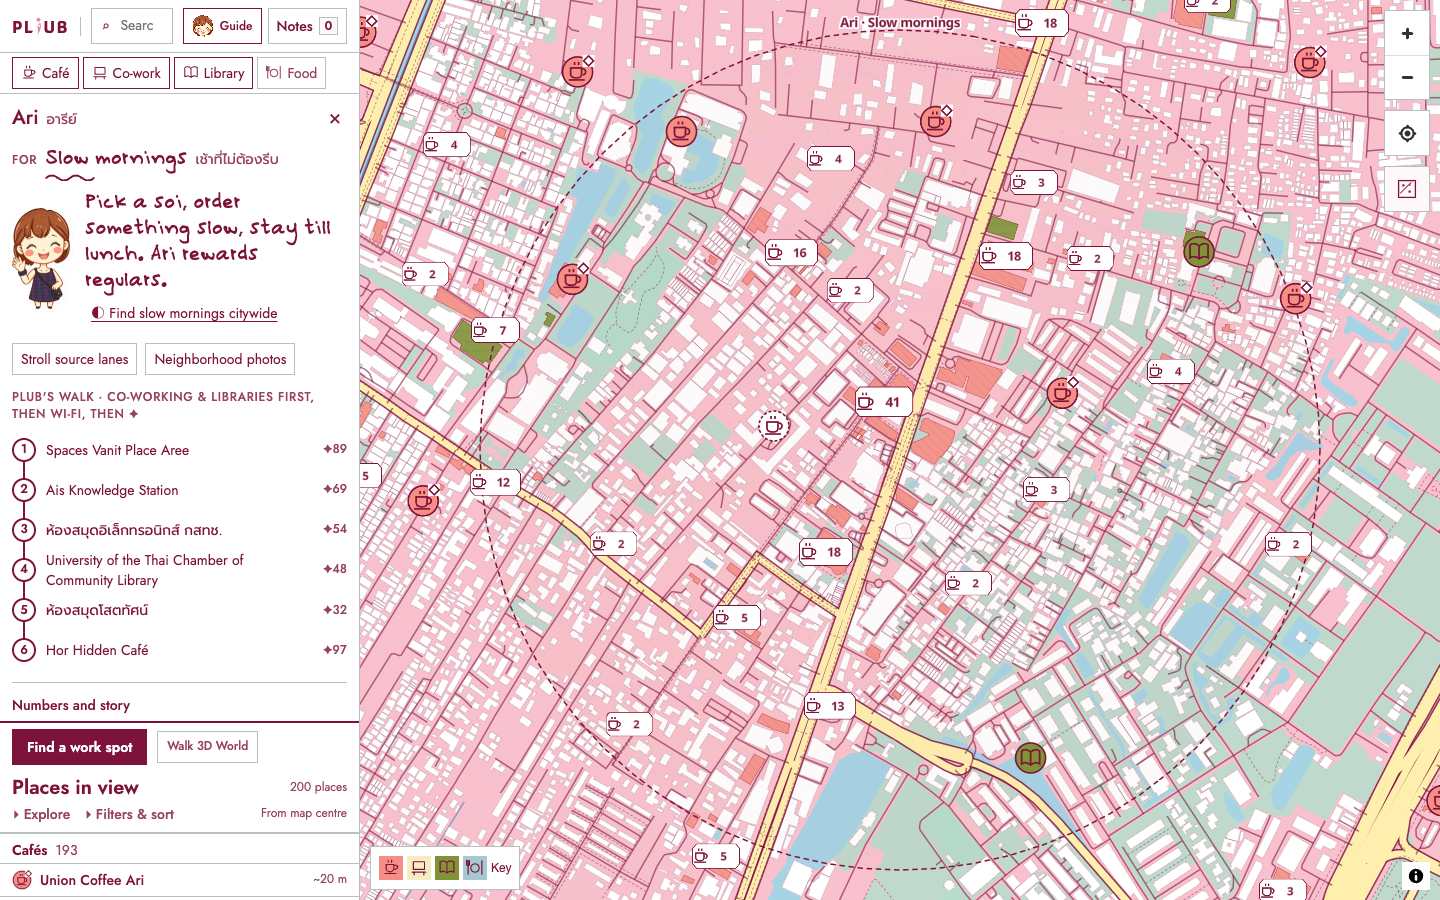 PLIUB
Searc
Guide
Notes 0
Café
Co-work
Library
Food
Ari อารีย์
FOR Slow mornings เช้าที่ไม่ต้องรีบ
Pick a soi, order
something slow, stay till
lunch. Ari rewards
regulars.
Find slow mornings citywide
Stroll source lanes
Neighborhood photos
PLUB'S WALK · CO-WORKING & LIBRARIES FIRST,
THEN WI-FI, THEN ✦
1 Spaces Vanit Place Area ✦89
2 Ais Knowledge Station ✦69
3 ห้องสมุดอิเล็กทรอนิกส์ กสทช. ✦54
4 University of the Thai Chamber of
Community Library ✦48
5 ห้องสมุดโสตทัศน์ ✦32
6 Hor Hidden Café ✦97
Numbers and story
Find a work spot
Walk 3D World
Places in view 200 places
Explore
Filters & sort
From map centre
Cafés 193
Union Coffee Ari ~20 m
Ari · Slow mornings
18
2
4
4
3
16
18
2
2
2
7
4
41
5
12
3
2
18
2
2
5
13
2
5
3
Key
+
−